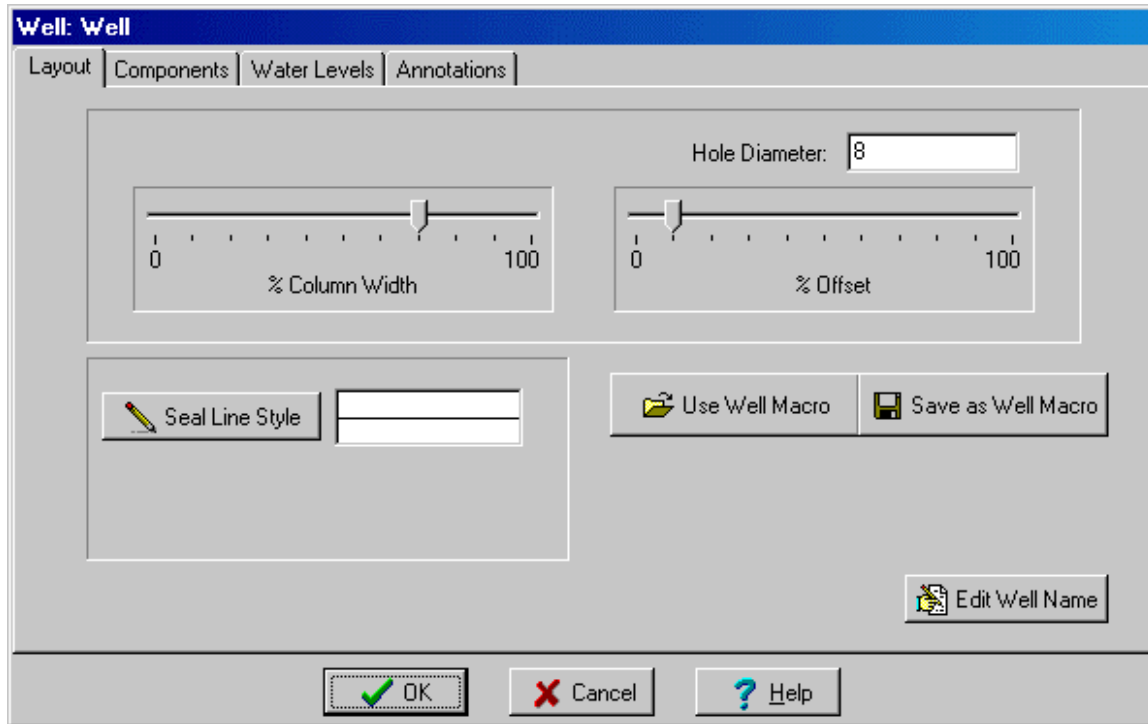 Well: Well
Layout Components Water Levels Annotations
Hole Diameter: 8
0 100
% Column Width
0 100
% Offset
Seal Line Style
Use Well Macro Save as Well Macro
Edit Well Name
OK Cancel Help